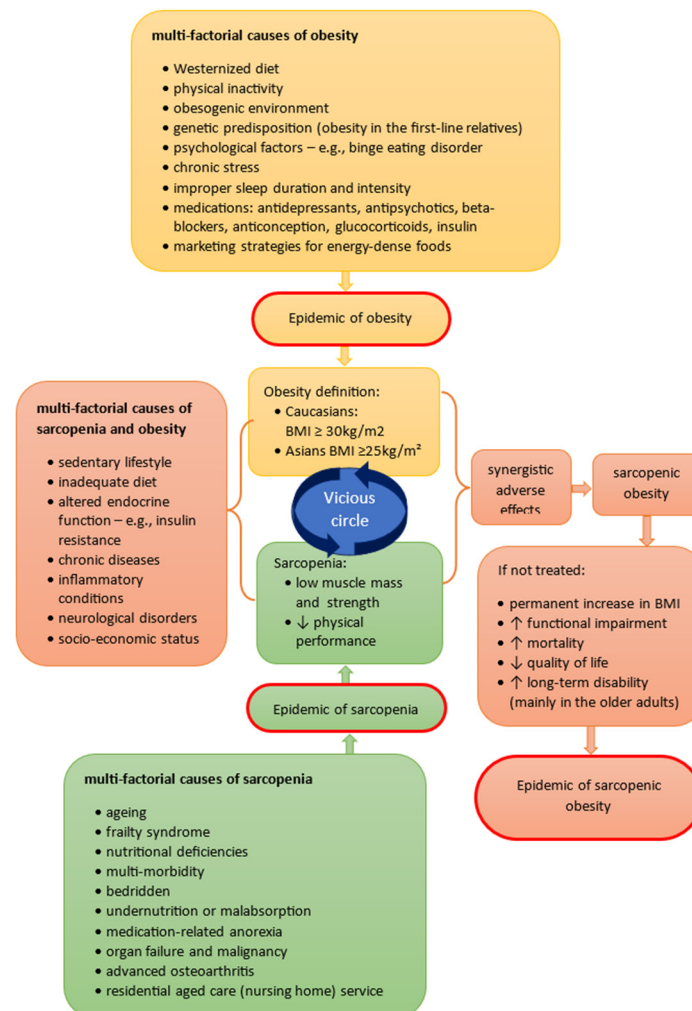 multi-factorial causes of obesity
• Westernized diet
• physical inactivity
• obesogenic environment
• genetic predisposition (obesity in the first-line relatives)
• psychological factors – e.g., binge eating disorder
• chronic stress
• improper sleep duration and intensity
• medications: antidepressants, antipsychotics, beta-
blockers, anticonception, glucocorticoids, insulin
• marketing strategies for energy-dense foods
Epidemic of obesity
Obesity definition:
• Caucasians:
BMI ≥ 30kg/m2
• Asians BMI ≥25kg/m²
multi-factorial causes of
sarcopenia and obesity
• sedentary lifestyle
• inadequate diet
• altered endocrine
function – e.g., insulin
resistance
• chronic diseases
• inflammatory
conditions
• neurological disorders
• socio-economic status
Vicious
circle
synergistic
adverse
effects
sarcopenic
obesity
Sarcopenia:
• low muscle mass
and strength
• ↓ physical
performance
If not treated:
• permanent increase in BMI
• ↑ functional impairment
• ↑ mortality
• ↓ quality of life
• ↑ long-term disability
(mainly in the older adults)
Epidemic of sarcopenia
Epidemic of sarcopenic
obesity
multi-factorial causes of sarcopenia
• ageing
• frailty syndrome
• nutritional deficiencies
• multi-morbidity
• bedridden
• undernutrition or malabsorption
• medication-related anorexia
• organ failure and malignancy
• advanced osteoarthritis
• residential aged care (nursing home) service